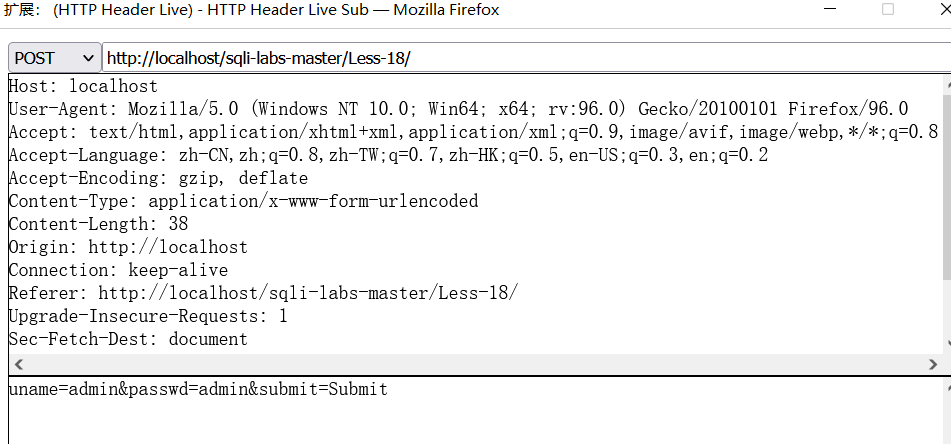 扩展： (HTTP Header Live) - HTTP Header Live Sub — Mozilla Firefox
POST http://localhost/sqli-labs-master/Less-18/
Host: localhost
User-Agent: Mozilla/5.0 (Windows NT 10.0; Win64; x64; rv:96.0) Gecko/20100101 Firefox/96.0
Accept: text/html,application/xhtml+xml,application/xml;q=0.9,image/avif,image/webp,*/*;q=0.8
Accept-Language: zh-CN,zh;q=0.8,zh-TW;q=0.7,zh-HK;q=0.5,en-US;q=0.3,en;q=0.2
Accept-Encoding: gzip, deflate
Content-Type: application/x-www-form-urlencoded
Content-Length: 38
Origin: http://localhost
Connection: keep-alive
Referer: http://localhost/sqli-labs-master/Less-18/
Upgrade-Insecure-Requests: 1
Sec-Fetch-Dest: document
uname=admin&passwd=admin&submit=Submit